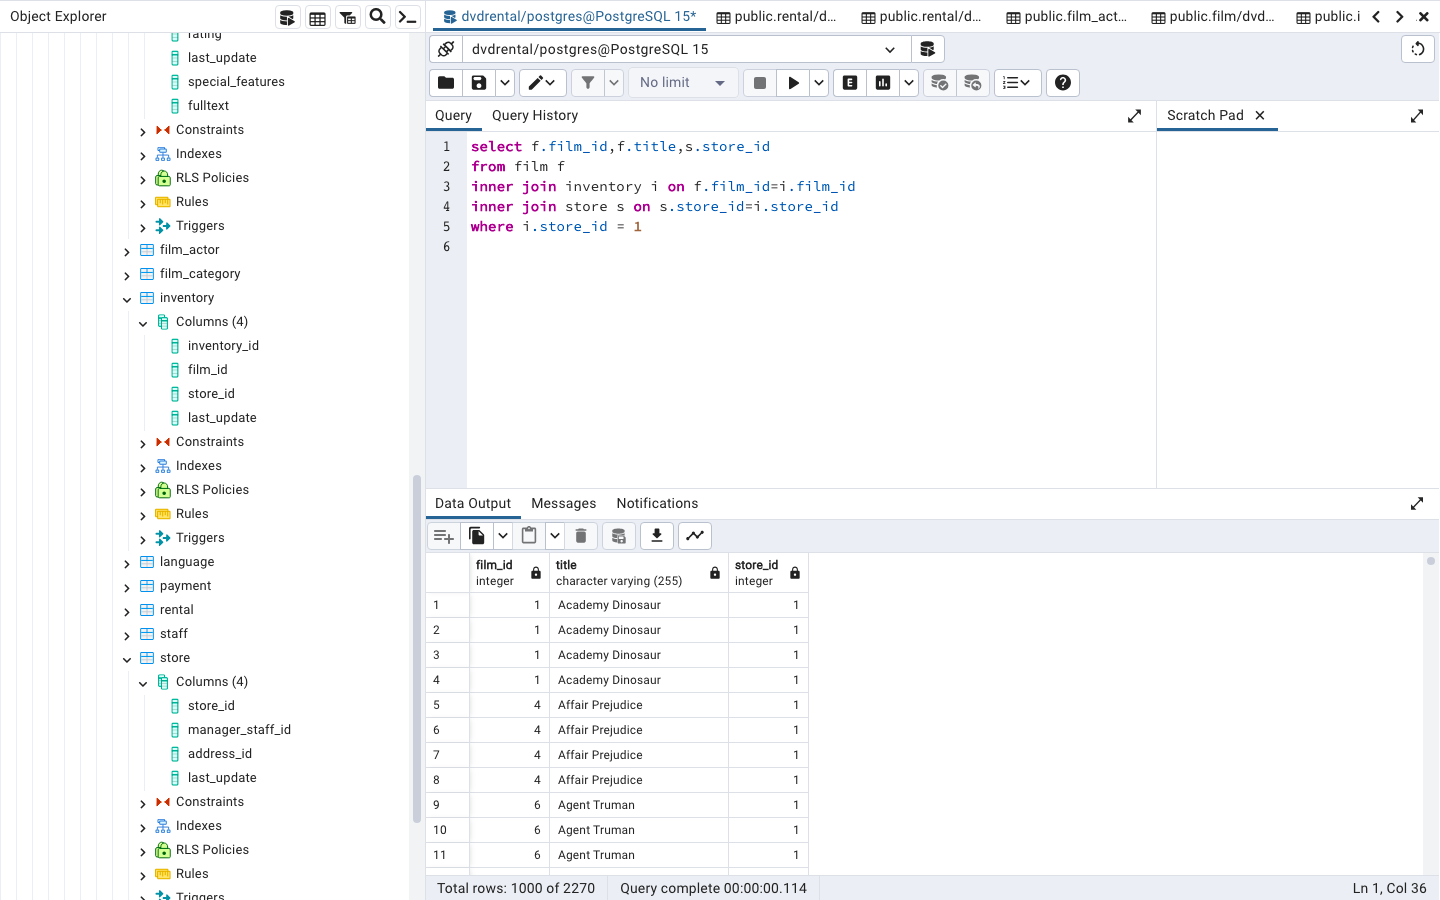 Object Explorer
rating
last_update
special_features
fulltext
Constraints
Indexes
RLS Policies
Rules
Triggers
film_actor
film_category
inventory
Columns (4)
inventory_id
film_id
store_id
last_update
Constraints
Indexes
RLS Policies
Rules
Triggers
language
payment
rental
staff
store
Columns (4)
store_id
manager_staff_id
address_id
last_update
Constraints
Indexes
RLS Policies
Rules
Triggers
dvdrental/postgres@PostgreSQL 15* public.rental/d... public.rental/d... public.film_act... public.film/dvd... public.i
dvdrental/postgres@PostgreSQL 15
No limit E ?
Query Query History Scratch Pad
1 select f.film_id,f.title,s.store_id
2 from film f
3 inner join inventory i on f.film_id=i.film_id
4 inner join store s on s.store_id=i.store_id
5 where i.store_id = 1
6
Data Output Messages Notifications
film_id title store_id
integer character varying (255) integer
1 1 Academy Dinosaur 1
2 1 Academy Dinosaur 1
3 1 Academy Dinosaur 1
4 1 Academy Dinosaur 1
5 4 Affair Prejudice 1
6 4 Affair Prejudice 1
7 4 Affair Prejudice 1
8 4 Affair Prejudice 1
9 6 Agent Truman 1
10 6 Agent Truman 1
11 6 Agent Truman 1
Total rows: 1000 of 2270 Query complete 00:00:00.114 Ln 1, Col 36